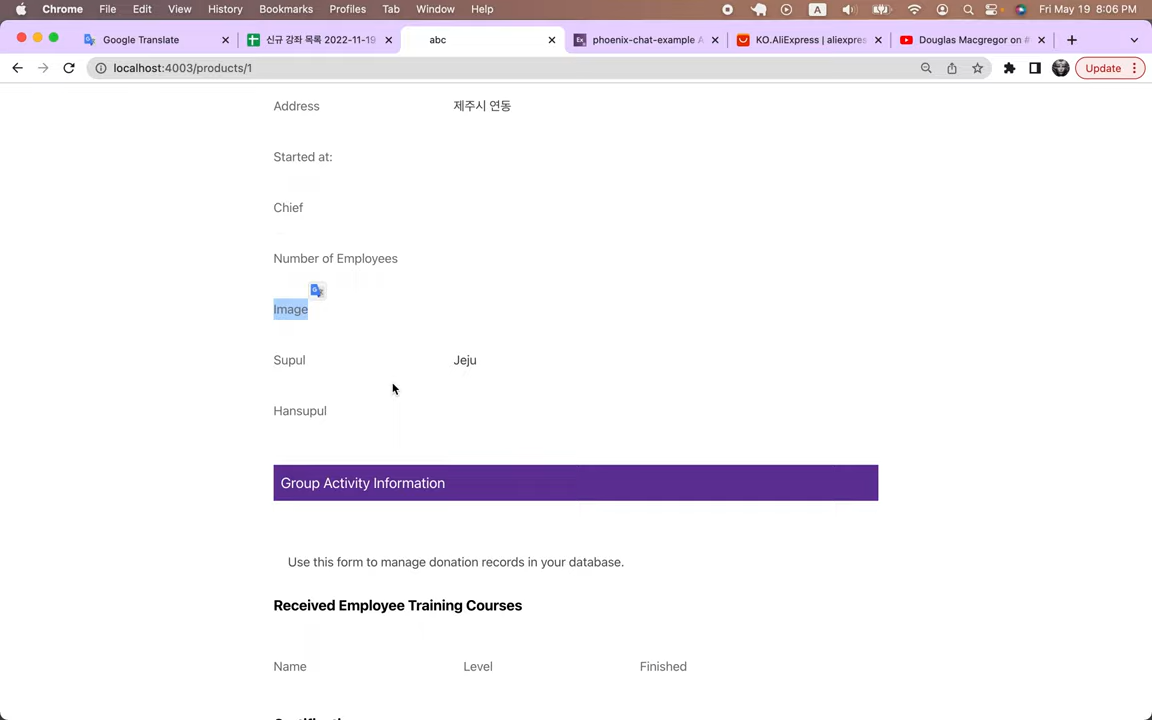 Chrome File Edit View History Bookmarks Profiles Tab Window Help A Fri May 19 8:06 PM
Google Translate 신규 강좌 목록 2022-11-19 abc phoenix-chat-example A KO.AliExpress | aliexpres Douglas Macgregor on #
localhost:4003/products/1 Update
Address 제주시 연동
Started at:
Chief
Number of Employees
Image
Supul Jeju
Hansupul
Group Activity Information
Use this form to manage donation records in your database.
Received Employee Training Courses
Name Level Finished